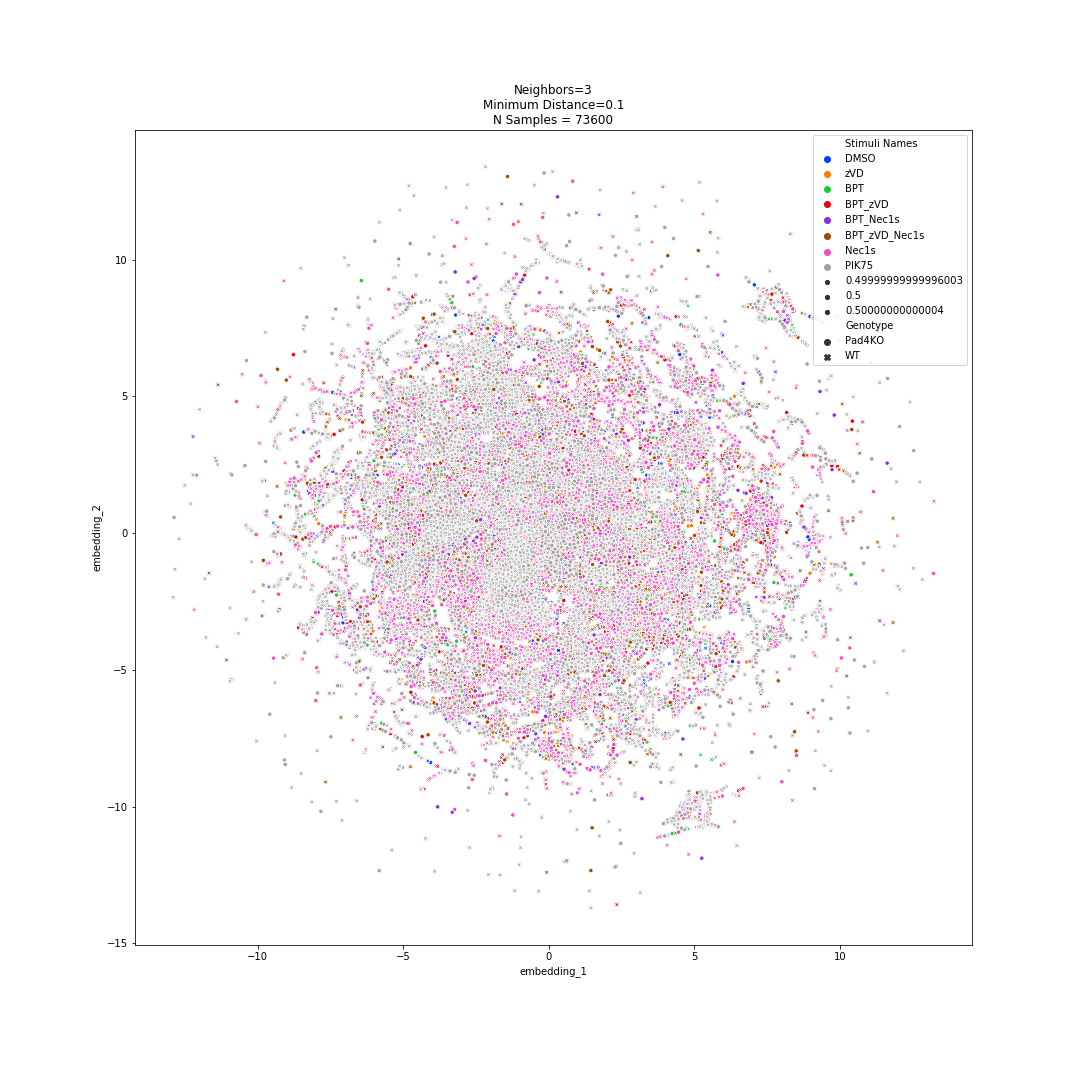 Neighbors=3
Minimum Distance=0.1
N Samples = 73600
Stimuli Names
DMSO
zVD
BPT
BPT_zVD
BPT_Nec1s
BPT_zVD_Nec1s
Nec1s
PIK75
0.49999999999996003
0.5
0.50000000000004
Genotype
Pad4KO
WT
embedding_2
10
5
0
−5
−10
−15
−10
−5
0
5
10
embedding_1